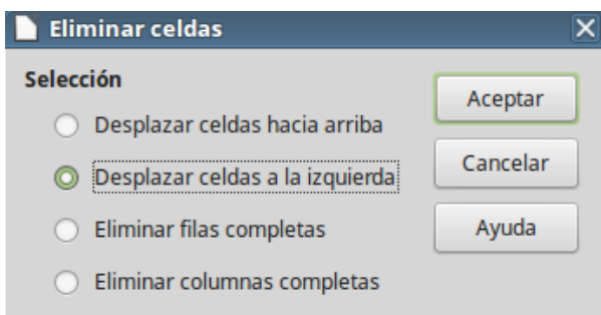 Eliminar celdas
Selección
Desplazar celdas hacia arriba
Desplazar celdas a la izquierda
Eliminar filas completas
Eliminar columnas completas
Aceptar
Cancelar
Ayuda